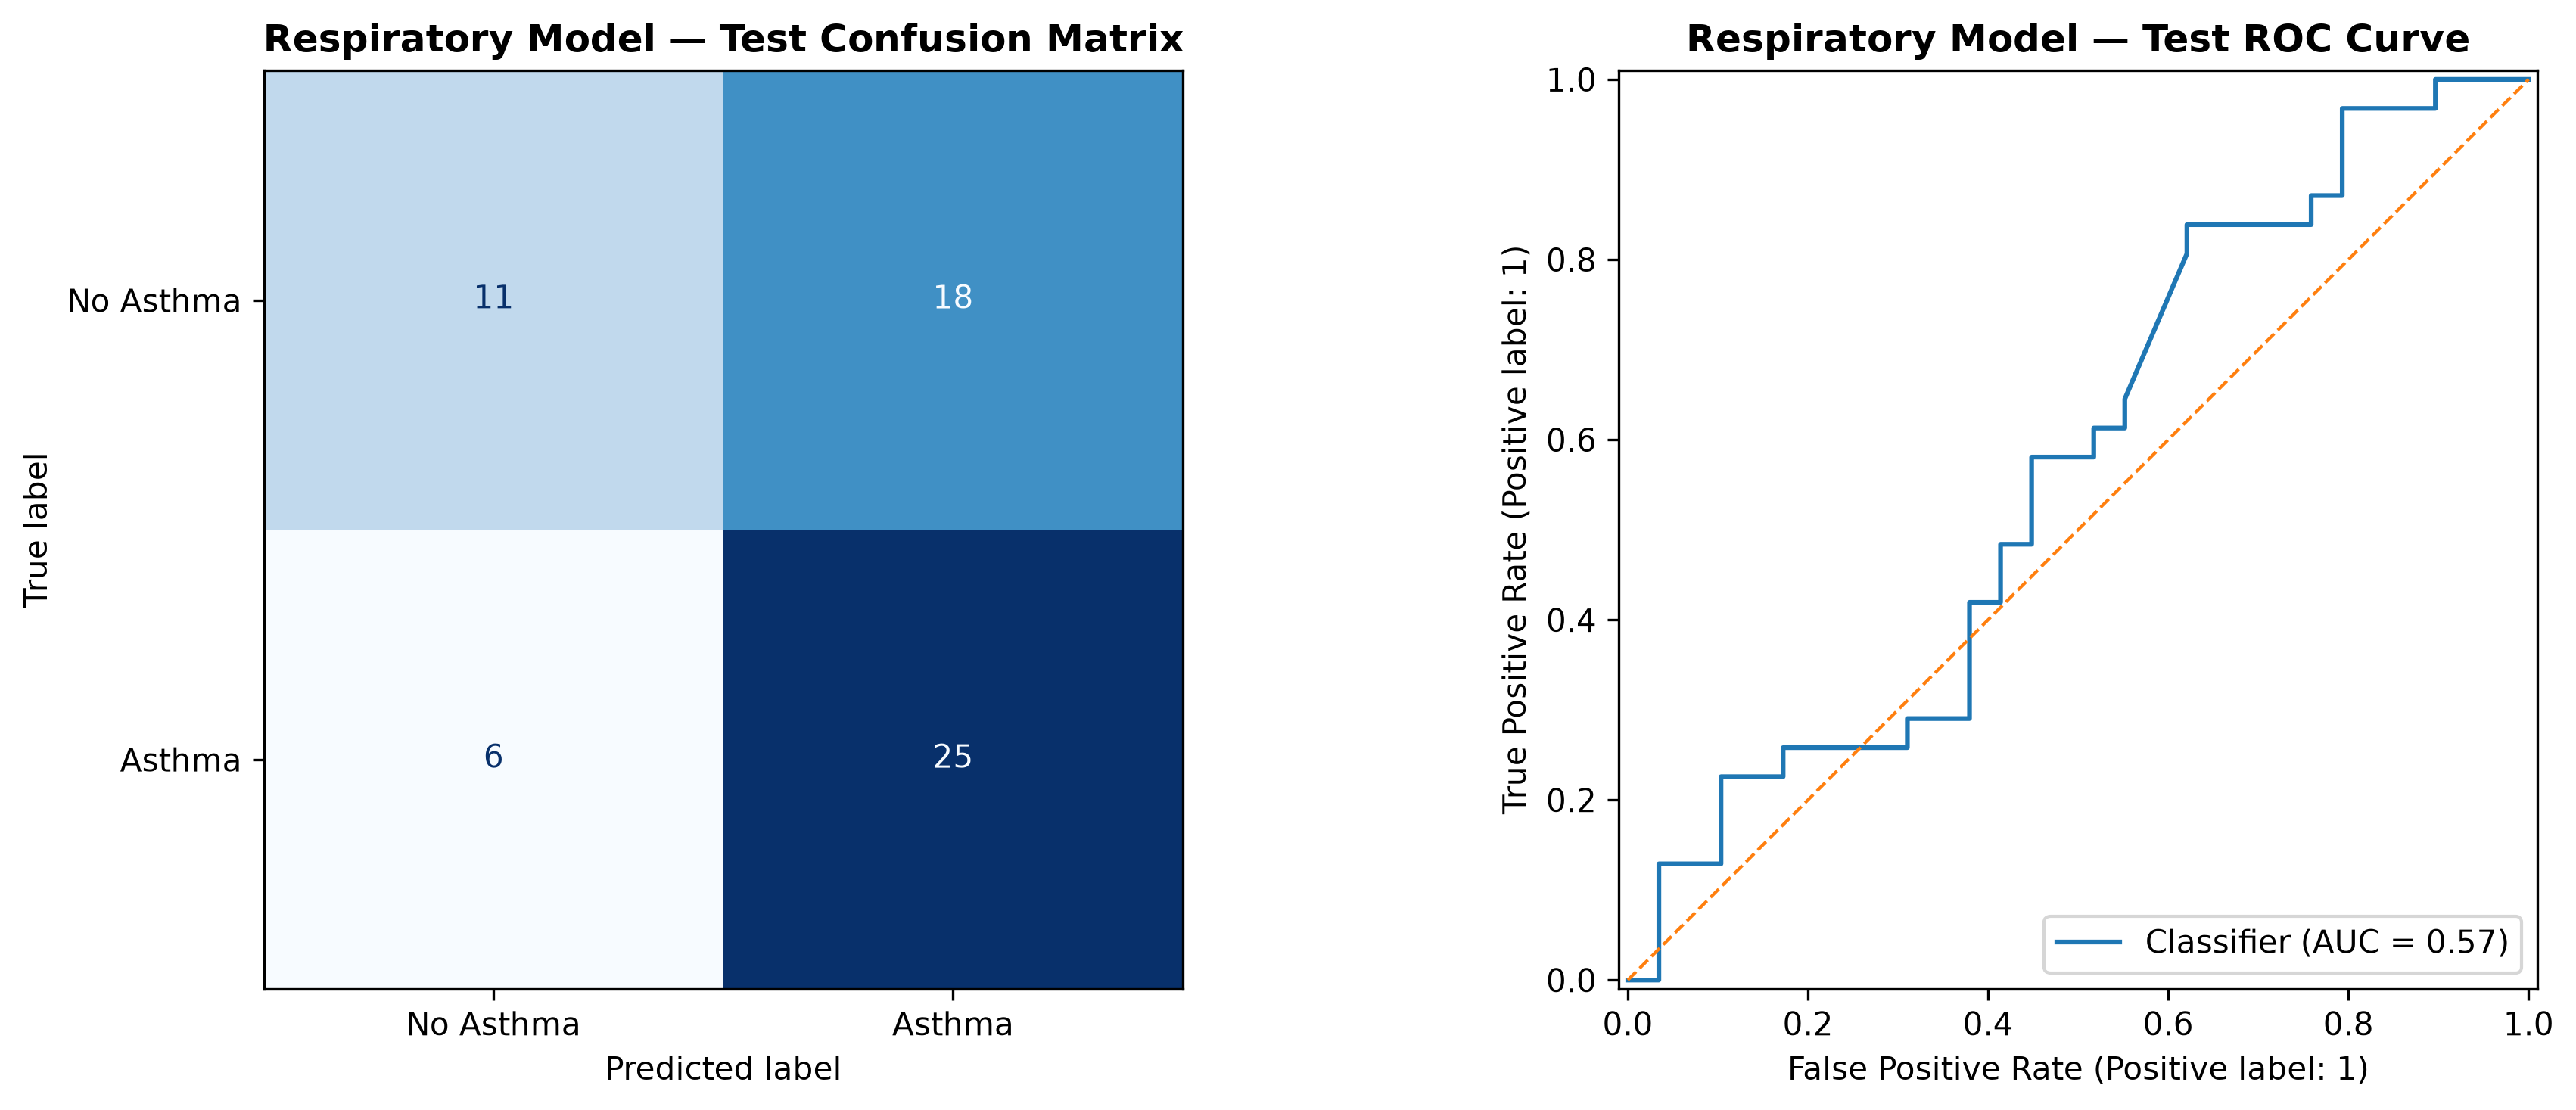 Respiratory Model — Test Confusion Matrix
True label
No Asthma
Asthma
11
18
6
25
No Asthma
Asthma
Predicted label
Respiratory Model — Test ROC Curve
True Positive Rate (Positive label: 1)
1.0
0.8
0.6
0.4
0.2
0.0
Classifier (AUC = 0.57)
0.0
0.2
0.4
0.6
0.8
1.0
False Positive Rate (Positive label: 1)